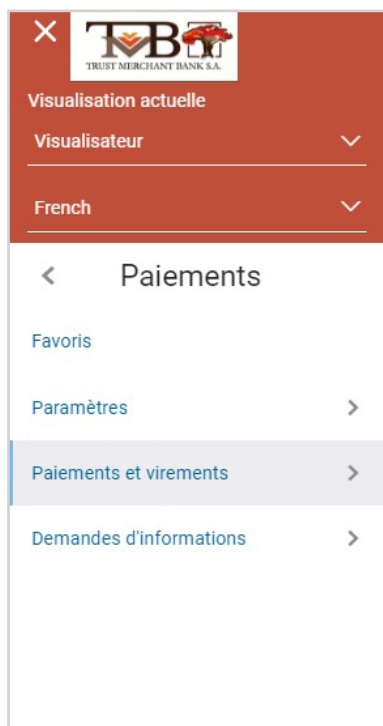 TMB
TRUST MERCHANT BANK S.A.
Visualisation actuelle
Visualisateur
French
Paiements
Favoris
Paramètres
Paiements et virements
Demandes d'informations